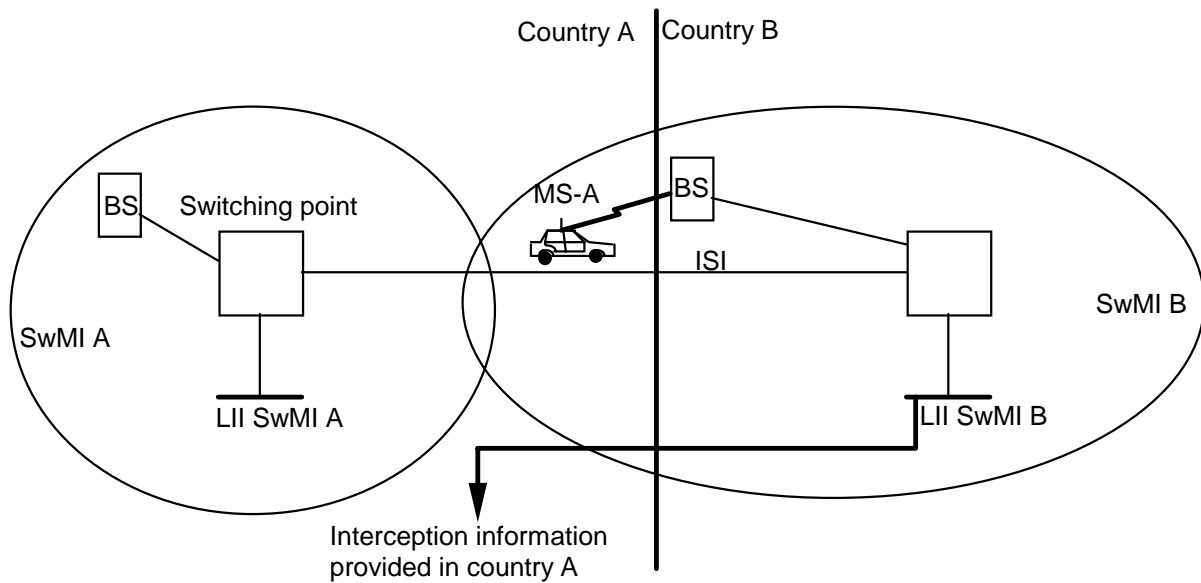 Country A
Country B
BS
Switching point
MS-A
BS
ISI
SwMI A
SwMI B
LII SwMI A
LII SwMI B
Interception information
provided in country A